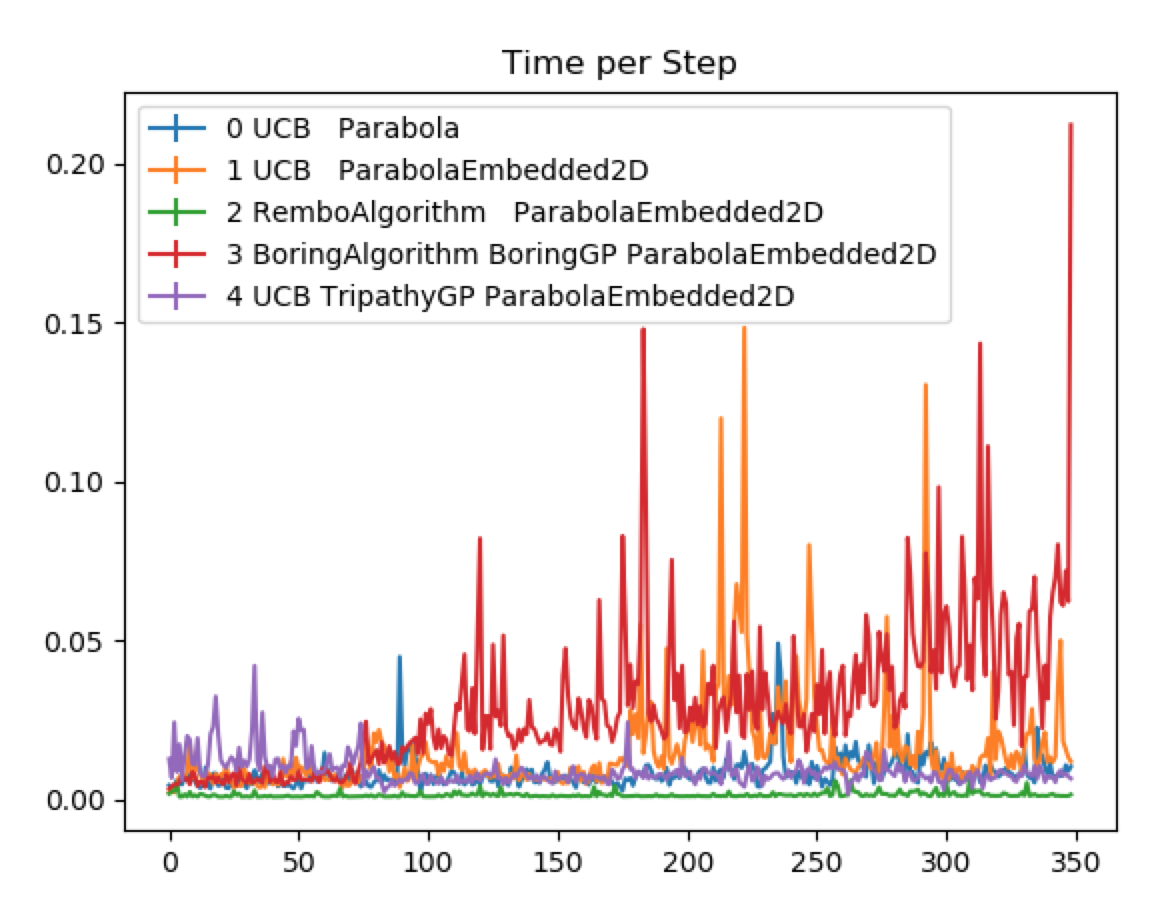 Time per Step
0 UCB   Parabola
1 UCB   ParabolaEmbedded2D
2 RemboAlgorithm   ParabolaEmbedded2D
3 BoringAlgorithm BoringGP ParabolaEmbedded2D
4 UCB TripathyGP ParabolaEmbedded2D
0.20
0.15
0.10
0.05
0.00
0 50 100 150 200 250 300 350